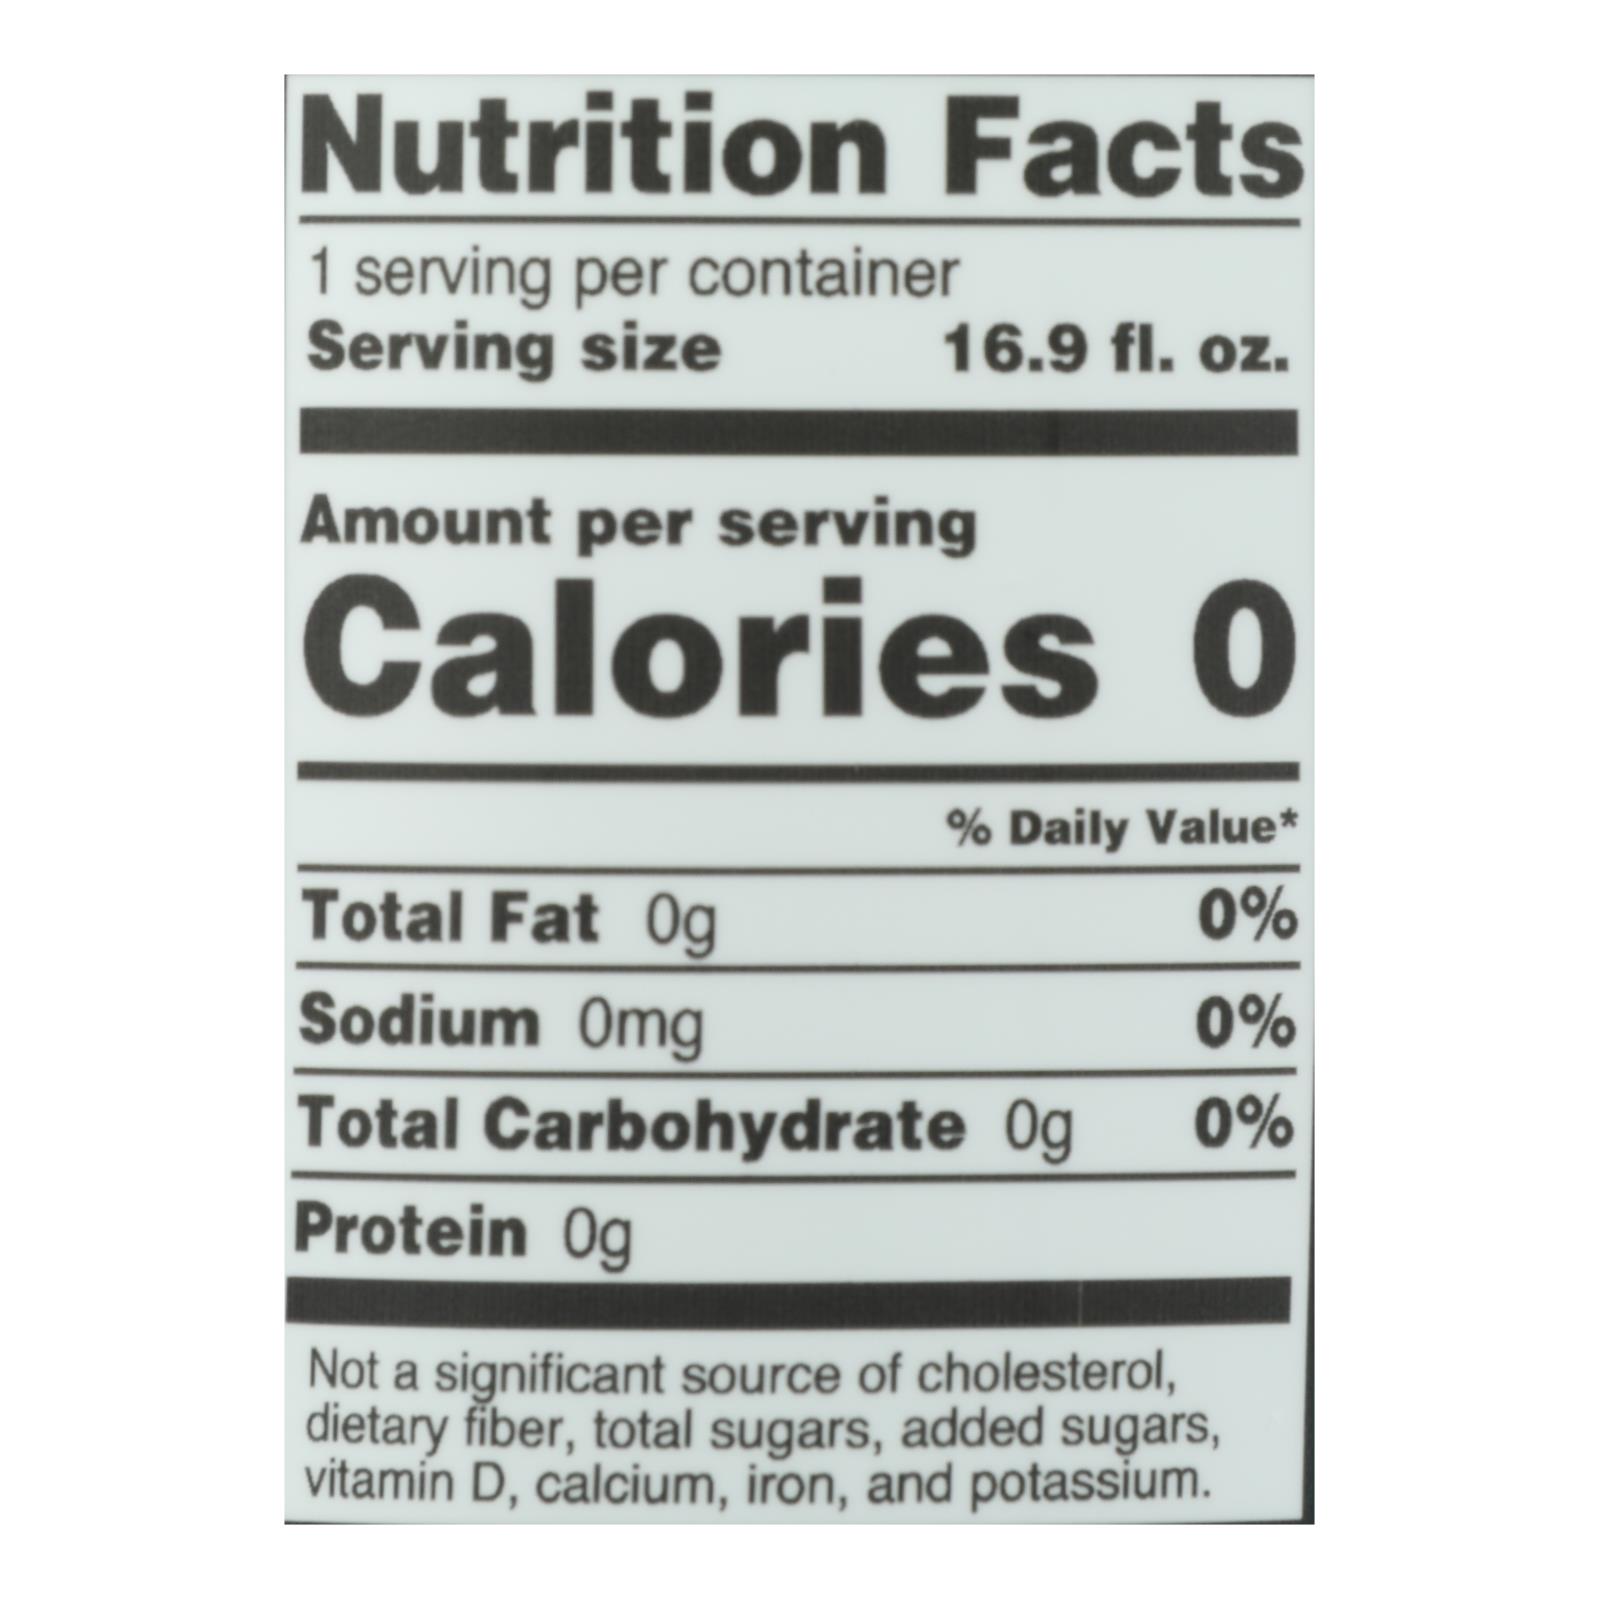 Nutrition Facts
1 serving per container
Serving size 16.9 fl. oz.
Amount per serving
Calories 0
% Daily Value*
Total Fat 0g 0%
Sodium 0mg 0%
Total Carbohydrate 0g 0%
Protein 0g
Not a significant source of cholesterol,
dietary fiber, total sugars, added sugars,
vitamin D, calcium, iron, and potassium.